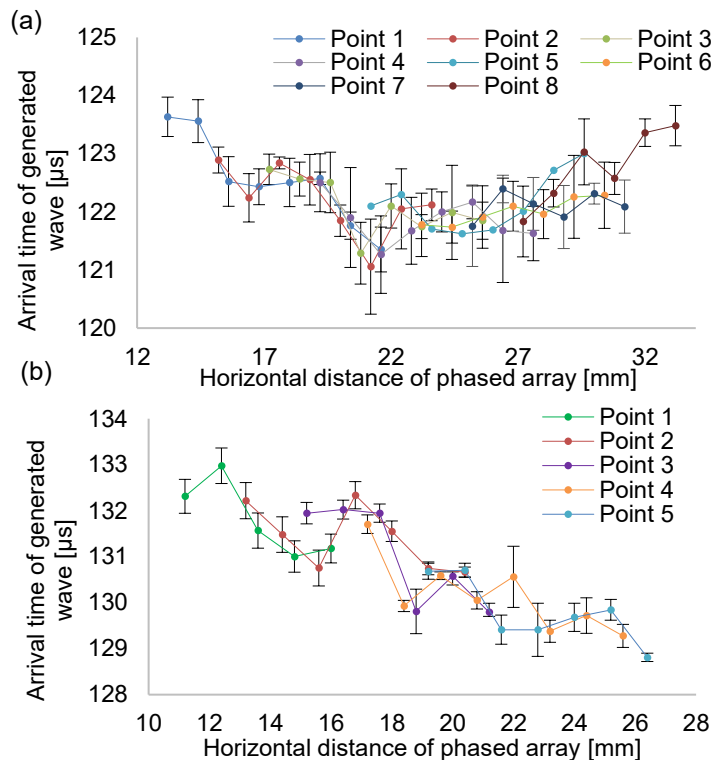 (a)
Point 1 Point 2 Point 3
Point 4 Point 5 Point 6
Point 7 Point 8
Arrival time of generated
wave [µs]
125
124
123
122
121
120
12 17 22 27 32
Horizontal distance of phased array [mm]
(b)
Point 1
Point 2
Point 3
Point 4
Point 5
Arrival time of generated
wave [µs]
134
133
132
131
130
129
128
10 12 14 16 18 20 22 24 26 28
Horizontal distance of phased array [mm]